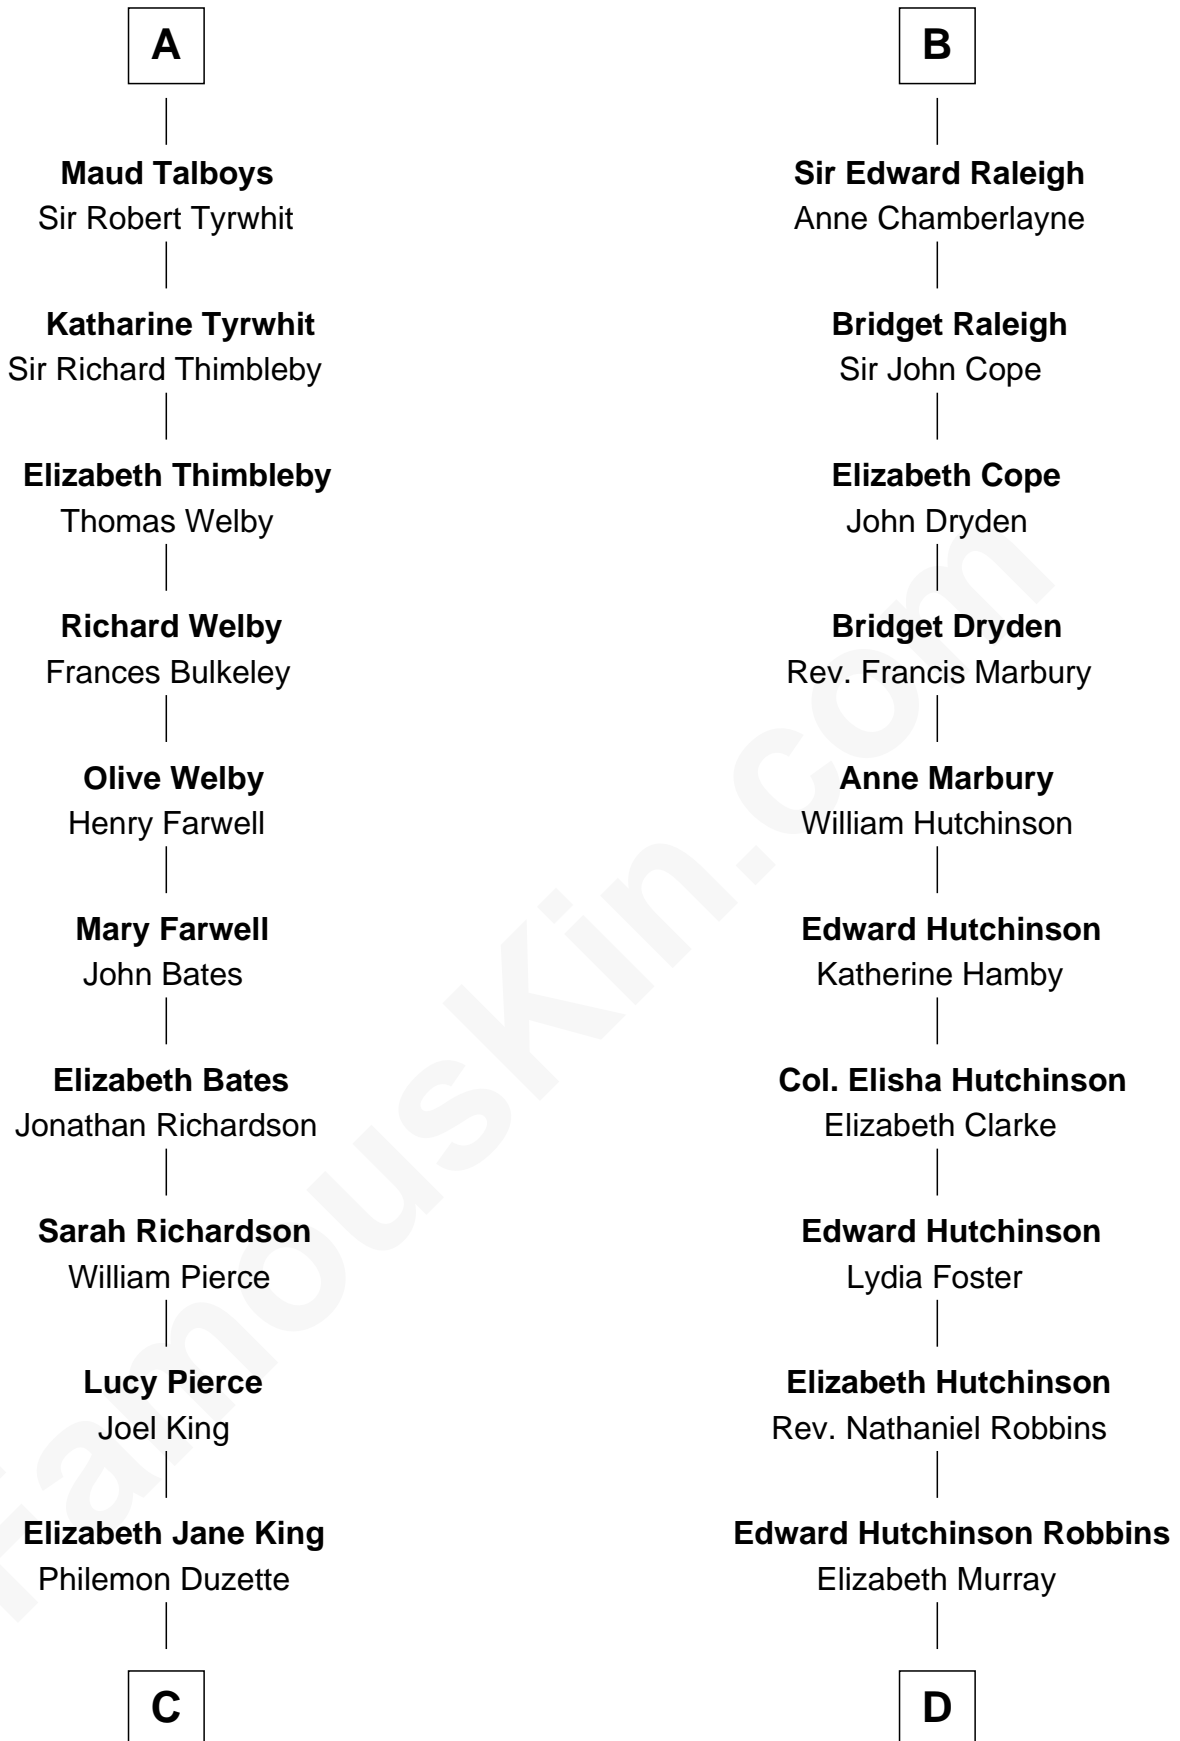 A
Maud Talboys
Sir Robert Tyrwhit
Katharine Tyrwhit
Sir Richard Thimbleby
Elizabeth Thimbleby
Thomas Welby
Richard Welby
Frances Bulkeley
Olive Welby
Henry Farwell
Mary Farwell
John Bates
Elizabeth Bates
Jonathan Richardson
Sarah Richardson
William Pierce
Lucy Pierce
Joel King
Elizabeth Jane King
Philemon Duzette
C
B
Sir Edward Raleigh
Anne Chamberlayne
Bridget Raleigh
Sir John Cope
Elizabeth Cope
John Dryden
Bridget Dryden
Rev. Francis Marbury
Anne Marbury
William Hutchinson
Edward Hutchinson
Katherine Hamby
Col. Elisha Hutchinson
Elizabeth Clarke
Edward Hutchinson
Lydia Foster
Elizabeth Hutchinson
Rev. Nathaniel Robbins
Edward Hutchinson Robbins
Elizabeth Murray
D
FamousKin.com